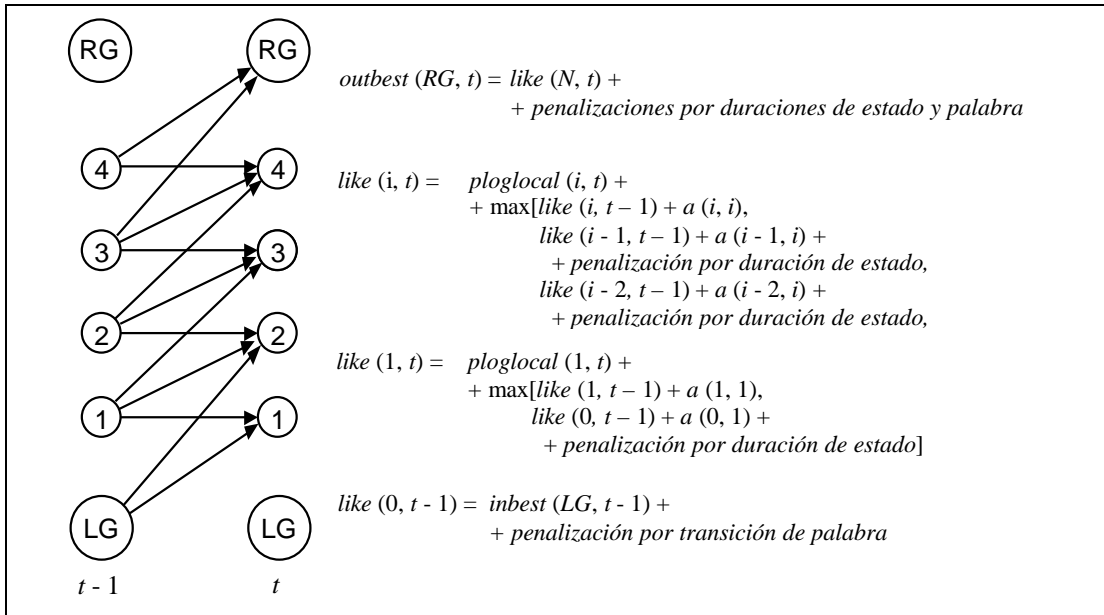 RG RG
outbest (RG, t) = like (N, t) +
+ penalizaciones por duraciones de estado y palabra
4 4
like (i, t) = ploglocal (i, t) +
+ max[like (i, t – 1) + a (i, i),
like (i - 1, t – 1) + a (i - 1, i) +
+ penalización por duración de estado,
like (i - 2, t – 1) + a (i - 2, i) +
+ penalización por duración de estado,
3 3
2 2
like (1, t) = ploglocal (1, t) +
+ max[like (1, t – 1) + a (1, 1),
like (0, t – 1) + a (0, 1) +
+ penalización por duración de estado]
1 1
like (0, t - 1) = inbest (LG, t - 1) +
+ penalización por transición de palabra
LG LG
t - 1 t